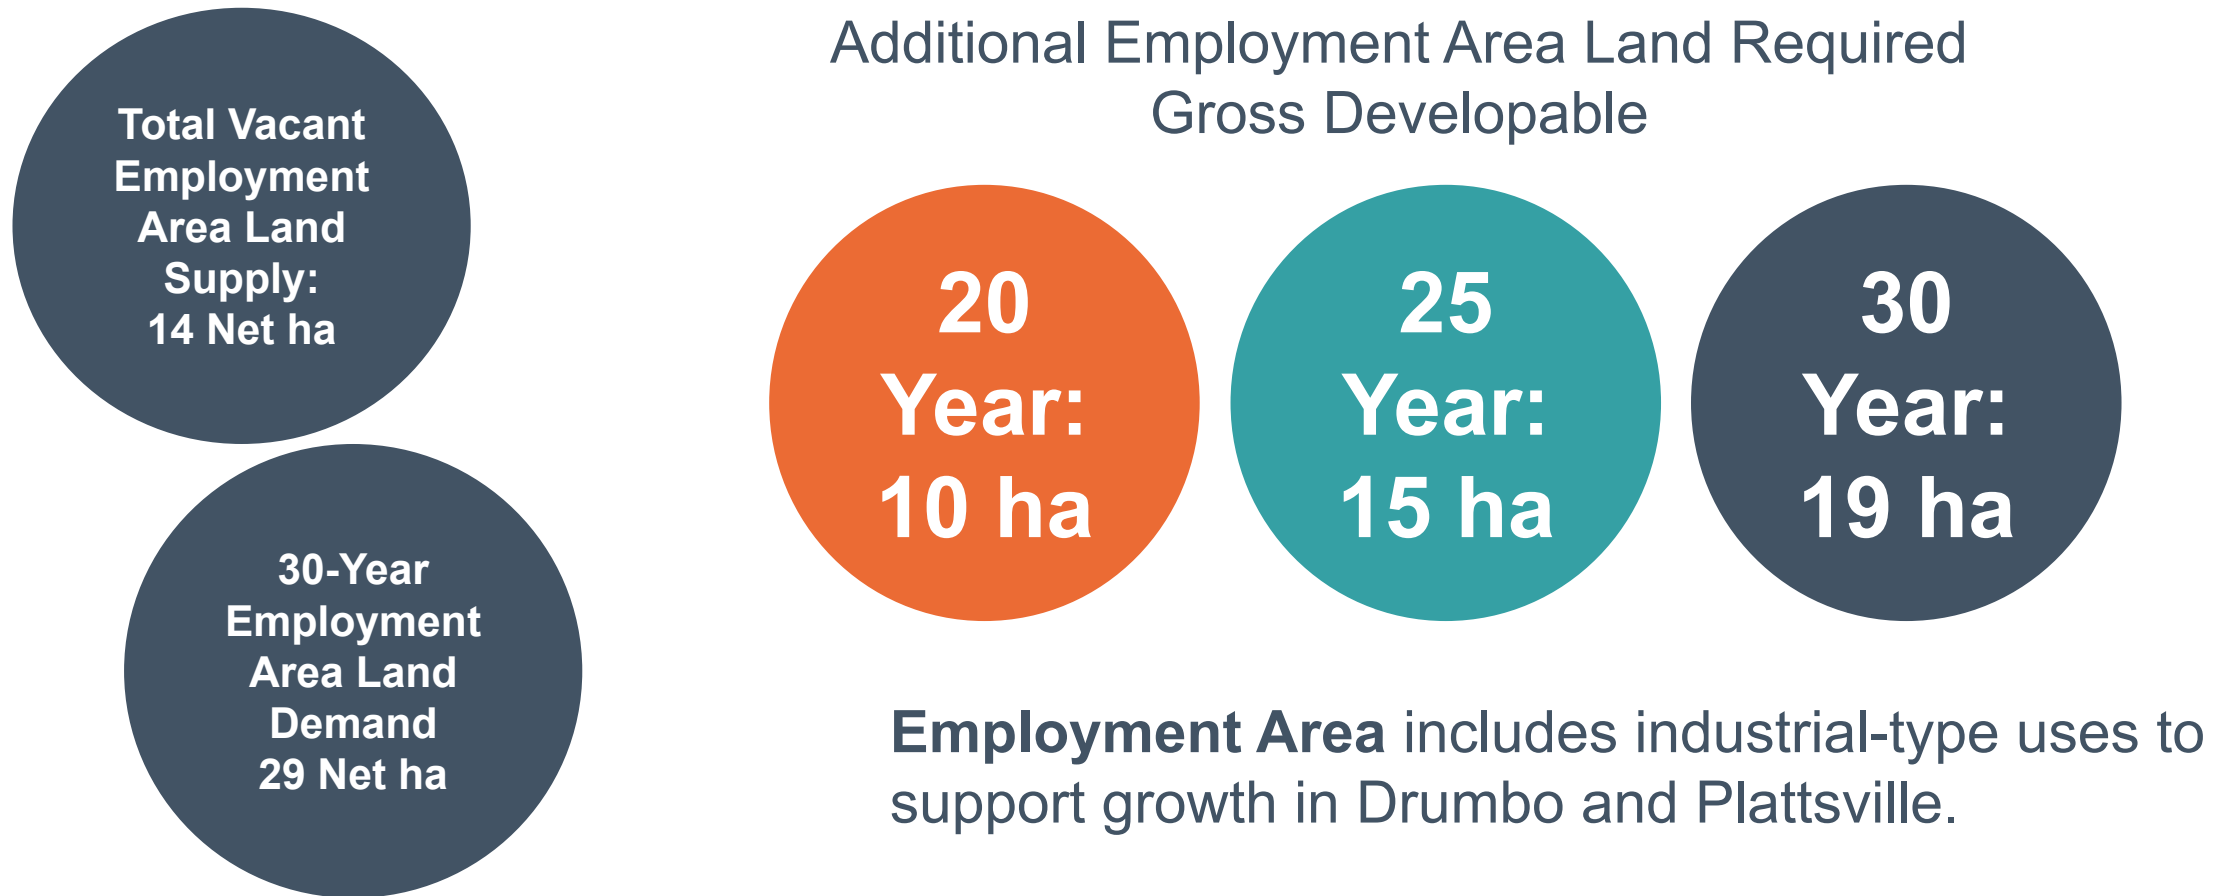 Total Vacant
Employment
Area Land
Supply:
14 Net ha
30-Year
Employment
Area Land
Demand
29 Net ha
Additional Employment Area Land Required
Gross Developable
20
Year:
10 ha
25
Year:
15 ha
30
Year:
19 ha
Employment Area includes industrial-type uses to
support growth in Drumbo and Plattsville.